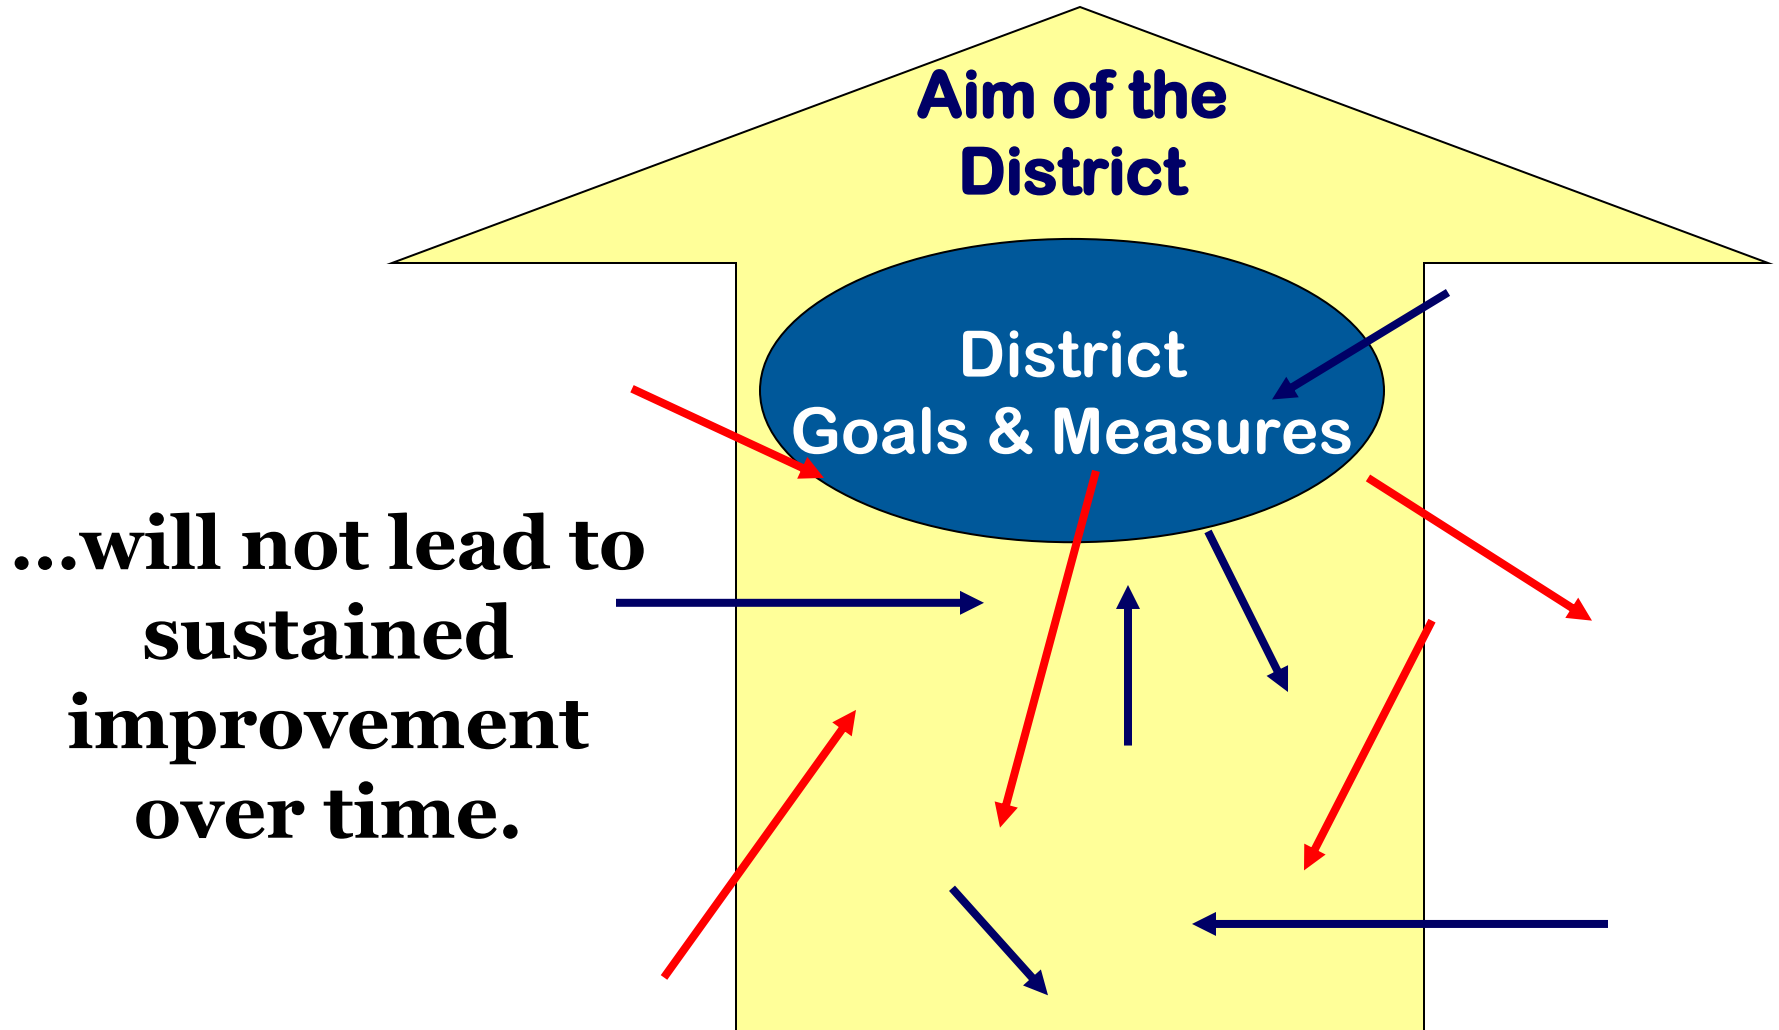 Aim of the
District
District
Goals & Measures
...will not lead to
sustained
improvement
over time.